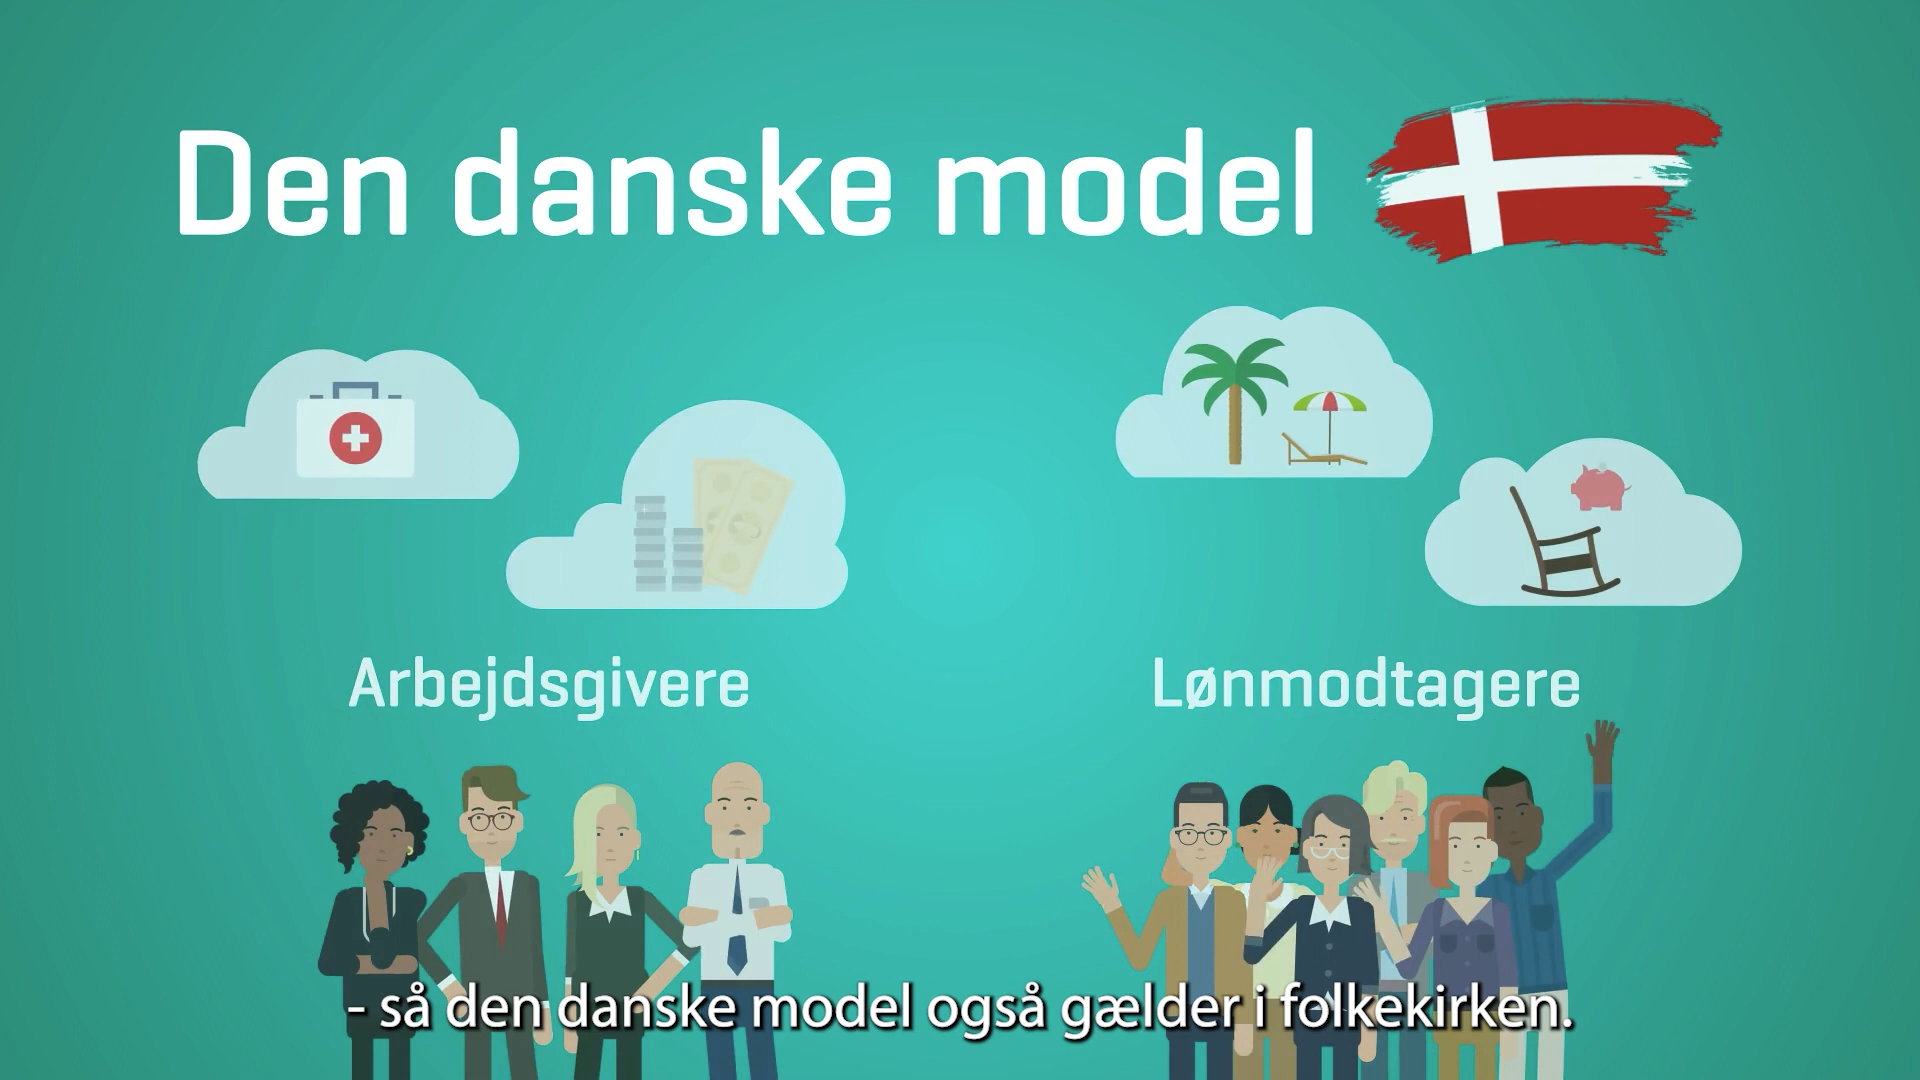 Den danske model
Arbejdsgivere
Lønmodtagere
- så den danske model også gælder i folkekirken.